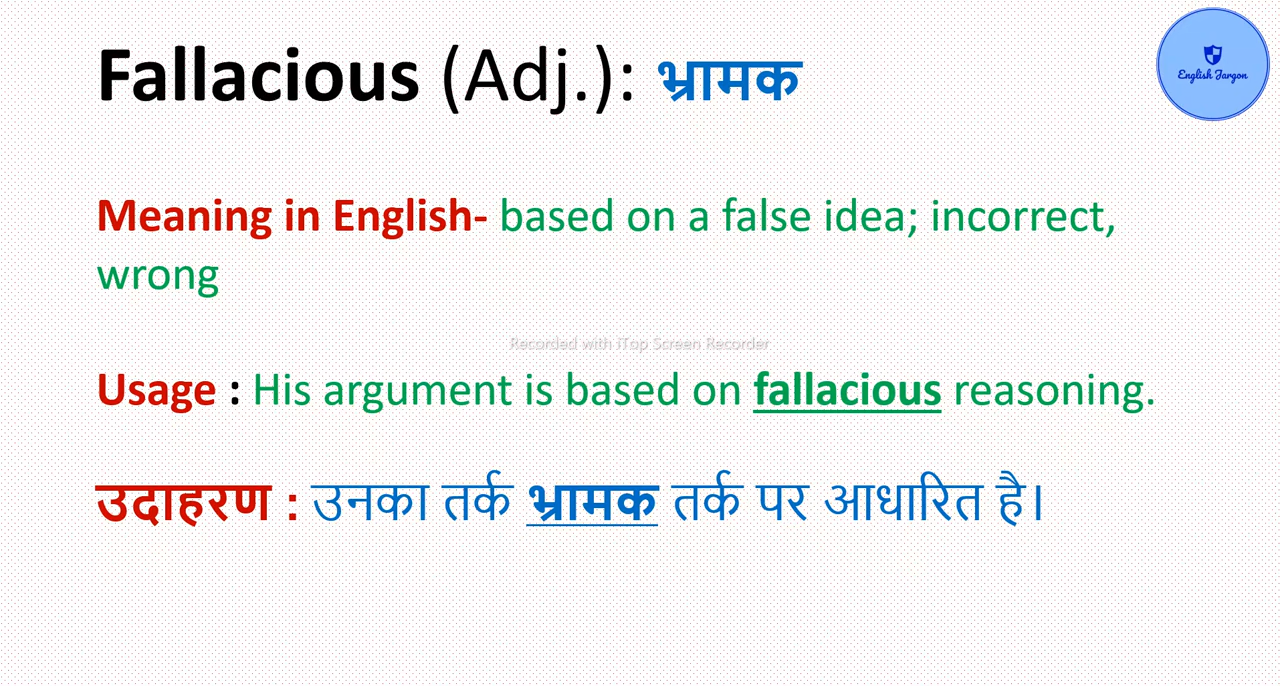 Fallacious (Adj.): भ्रामक
English Jargon
Meaning in English- based on a false idea; incorrect,
wrong
Recorded with iTop Screen Recorder
Usage : His argument is based on fallacious reasoning.
उदाहरण : उनका तर्क भ्रामक तर्क पर आधारित है।